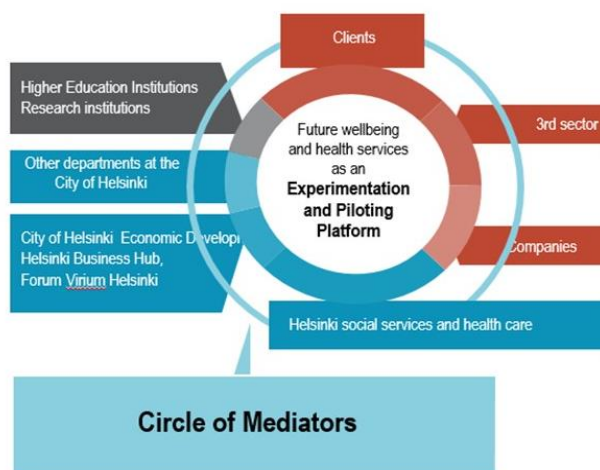 Clients
Higher Education Institutions
Research institutions
Future wellbeing
and health services
as an
Experimentation
and Piloting
Platform
3rd sector
Other departments at the
City of Helsinki
City of Helsinki Economic Developm
Helsinki Business Hub,
Forum Virium Helsinki
Companies
Helsinki social services and health care
Circle of Mediators